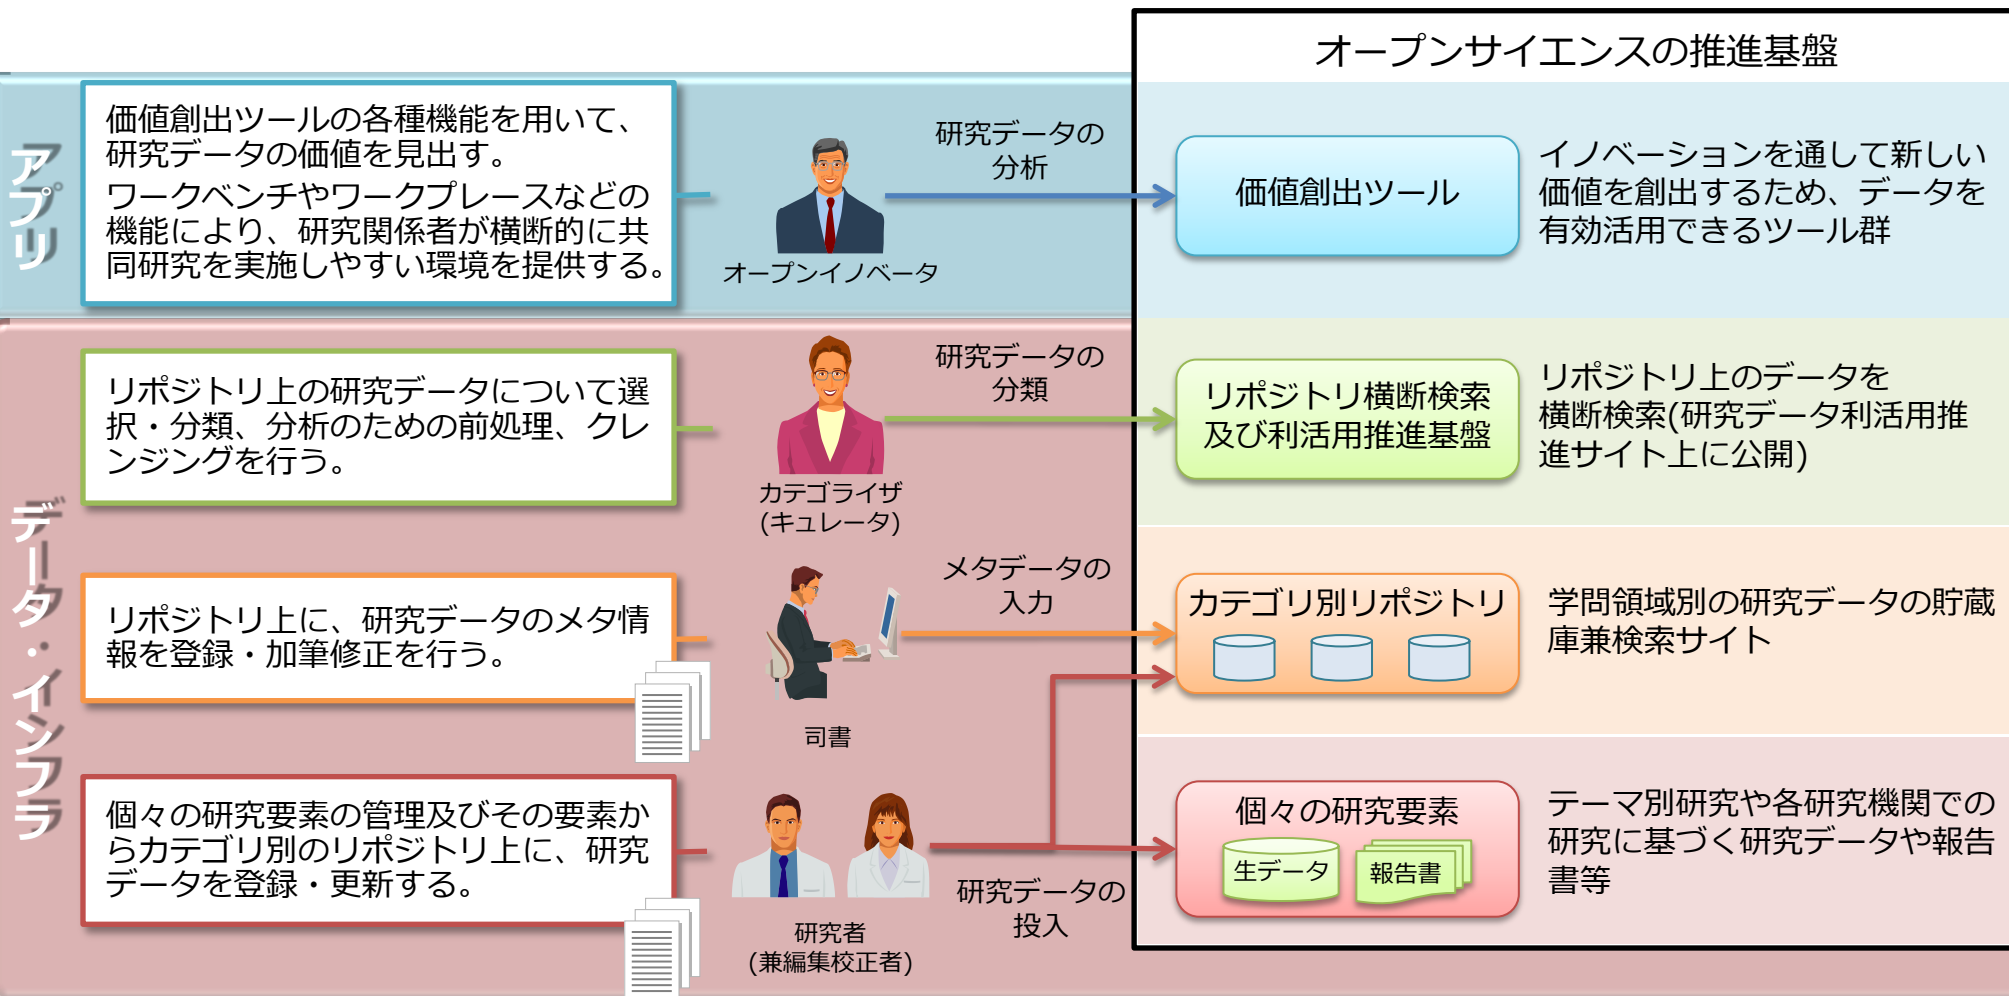 オープンサイエンスの推進基盤
アプリ
価値創出ツールの各種機能を用いて、
研究データの価値を見出す。
ワークベンチやワークプレースなどの
機能により、研究関係者が横断的に共
同研究を実施しやすい環境を提供する。
オープンイノベータ
研究データの
分析
価値創出ツール
イノベーションを通して新しい
価値を創出するため、データを
有効活用できるツール群
データ・インフラ
リポジトリ上の研究データについて選
択・分類、分析のための前処理、クレ
ンジングを行う。
カテゴライザ
(キュレータ)
研究データの
分類
リポジトリ横断検索
及び利活用推進基盤
リポジトリ上のデータを
横断検索(研究データ利活用推
進サイト上に公開)
リポジトリ上に、研究データのメタ情
報を登録・加筆修正を行う。
司書
メタデータの
入力
カテゴリ別リポジトリ
学問領域別の研究データの貯蔵
庫兼検索サイト
個々の研究要素の管理及びその要素か
らカテゴリ別のリポジトリ上に、研究
データを登録・更新する。
研究者
(兼編集校正者)
研究データの
投入
個々の研究要素
生データ
報告書
テーマ別研究や各研究機関での
研究に基づく研究データや報告
書等